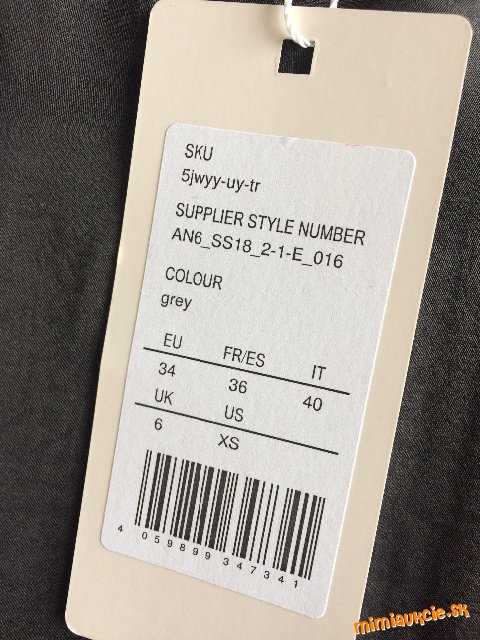 SKU
5jwyy-uy-tr
SUPPLIER STYLE NUMBER
AN6_SS18_2-1-E_016
COLOUR
grey
EU FR/ES IT
34 36 40
UK US
6 XS
4 059899 347341
mimiaukcie.sk